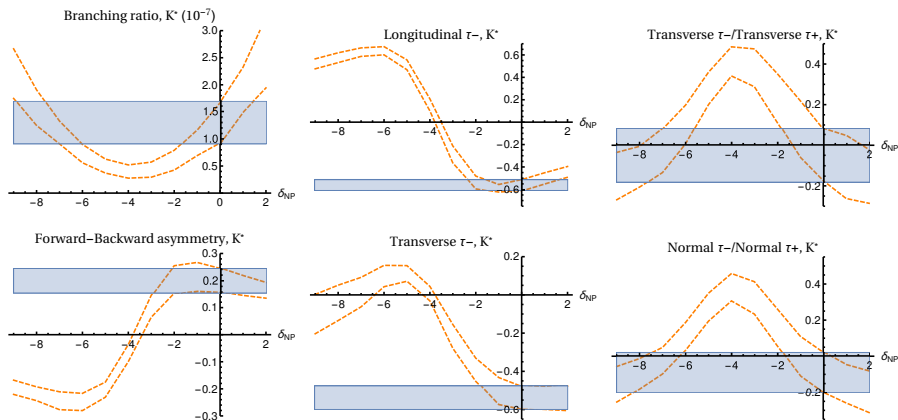 Branching ratio, K* (10⁻⁷)
3.0
2.5
2.0
1.5
1.0
0.5
-8 -6 -4 -2 0 2 δNP
Longitudinal τ−, K*
0.6
0.4
0.2
-8 -6 -4 -2 2 δNP
-0.2
-0.4
-0.6
Transverse τ−/Transverse τ+, K*
0.4
0.2
-8 -6 -4 -2 2 δNP
-0.2
Forward−Backward asymmetry, K*
0.3
0.2
0.1
-8 -6 -4 -2 2 δNP
-0.1
-0.2
-0.3
Transverse τ−, K*
0.2
-8 -6 -4 -2 2 δNP
-0.2
-0.4
-0.6
Normal τ−/Normal τ+, K*
0.4
0.2
-8 -6 -4 -2 0 2 δNP
-0.2